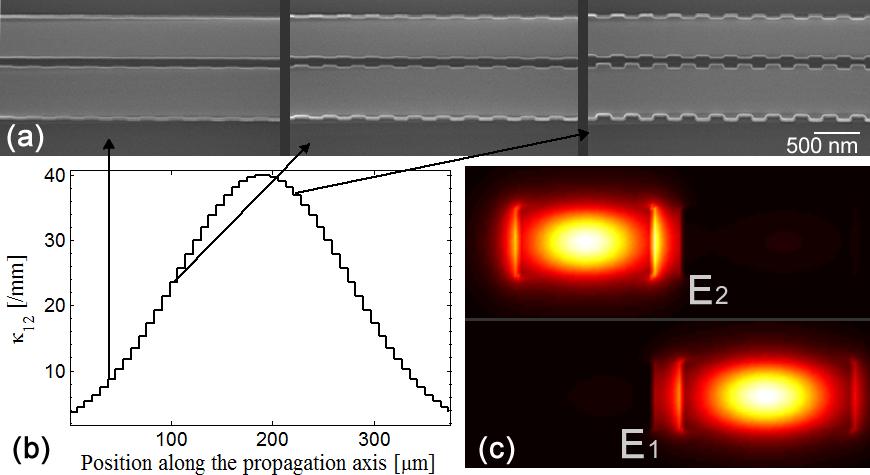 (a)
500 nm
40
30
20
10
κ12 [/mm]
100
200
300
Position along the propagation axis [μm]
(b)
E2
E1
(c)